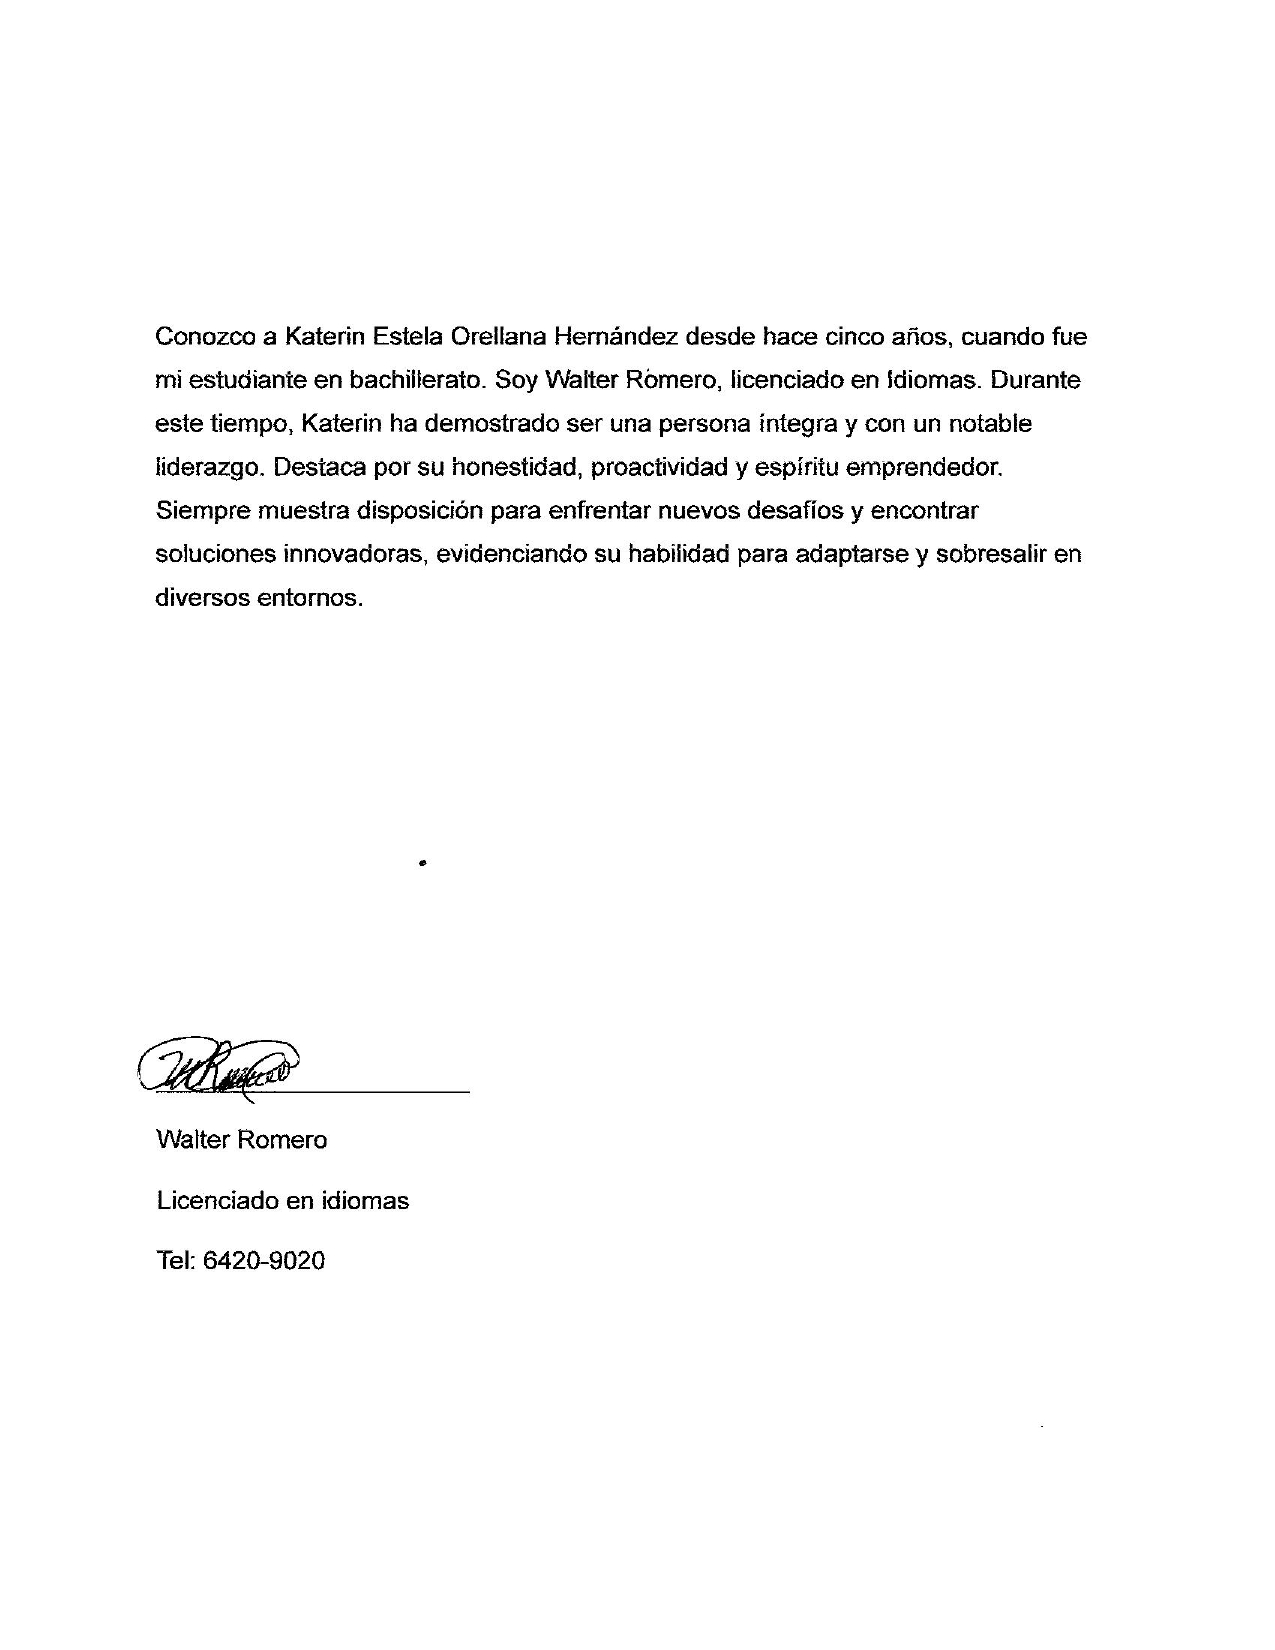 Conozco a Katerin Estela Orellana Hernández desde hace cinco años, cuando fue
mi estudiante en bachillerato. Soy Walter Romero, licenciado en Idiomas. Durante
este tiempo, Katerin ha demostrado ser una persona íntegra y con un notable
liderazgo. Destaca por su honestidad, proactividad y espíritu emprendedor.
Siempre muestra disposición para enfrentar nuevos desafíos y encontrar
soluciones innovadoras, evidenciando su habilidad para adaptarse y sobresalir en
diversos entornos.
WRomero
Walter Romero
Licenciado en idiomas
Tel: 6420-9020